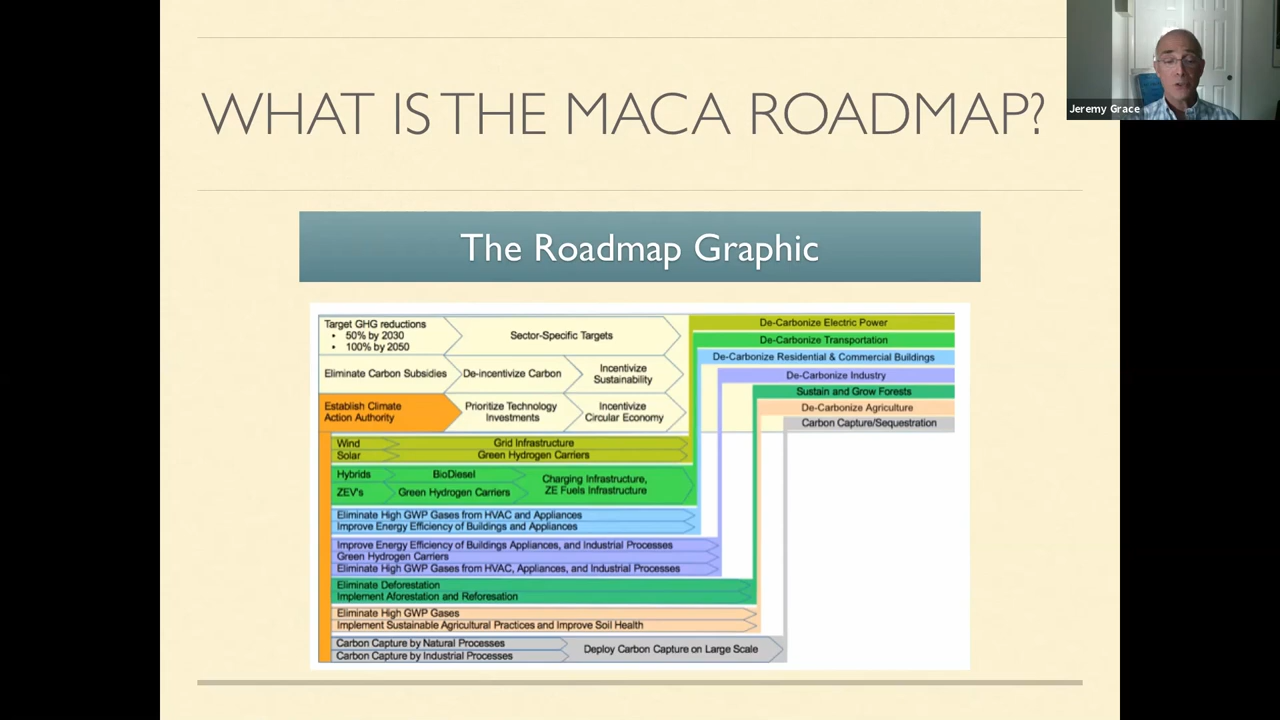 WHAT IS THE MACA ROADMAP?
Jeremy Grace
The Roadmap Graphic
Target GHG reductions
• 50% by 2030
• 100% by 2050
Sector-Specific Targets
Eliminate Carbon Subsidies
De-incentivize Carbon
Incentivize
Sustainability
Establish Climate
Action Authority
Prioritize Technology
Investments
Incentivize
Circular Economy
De-Carbonize Electric Power
De-Carbonize Transportation
De-Carbonize Residential & Commercial Buildings
De-Carbonize Industry
Sustain and Grow Forests
De-Carbonize Agriculture
Carbon Capture/Sequestration
Wind
Grid Infrastructure
Solar
Green Hydrogen Carriers
Hybrids
BioDiesel
Charging Infrastructure,
ZE Fuels Infrastructure
ZEV's
Green Hydrogen Carriers
Eliminate High GWP Gases from HVAC and Appliances
Improve Energy Efficiency of Buildings and Appliances
Improve Energy Efficiency of Buildings Appliances, and Industrial Processes
Green Hydrogen Carriers
Eliminate High GWP Gases from HVAC, Appliances, and Industrial Processes
Eliminate Deforestation
Implement Aforestation and Reforesation
Eliminate High GWP Gases
Implement Sustainable Agricultural Practices and Improve Soil Health
Carbon Capture by Natural Processes
Carbon Capture by Industrial Processes
Deploy Carbon Capture on Large Scale